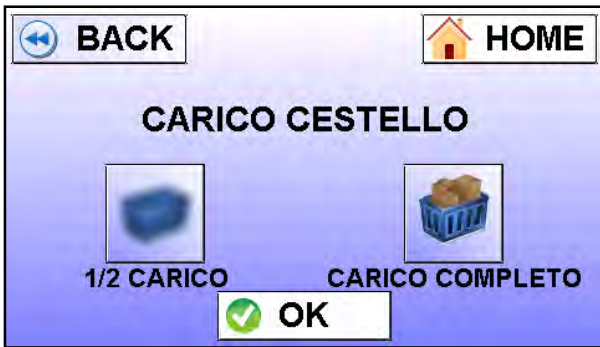 BACK
HOME
CARICO CESTELLO
1/2 CARICO
CARICO COMPLETO
OK